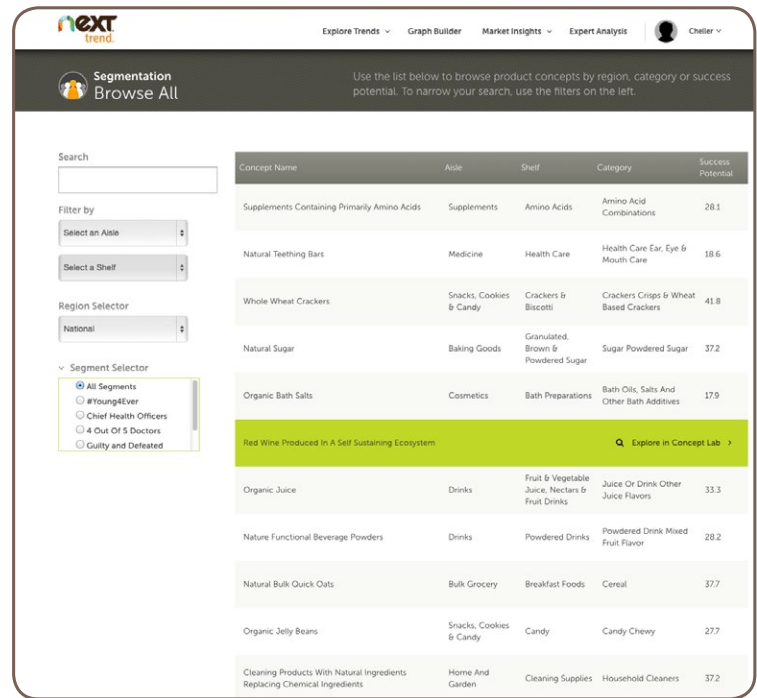 next
trend.
Explore Trends
Graph Builder
Market Insights
Expert Analysis
Cheller
Segmentation
Browse All
Use the list below to browse product concepts by region, category or success
potential. To narrow your search, use the filters on the left.
Search
Filter by
Select an Aisle
Select a Shelf
Region Selector
National
Segment Selector
All Segments
#Young4Ever
Chief Health Officers
4 Out Of 5 Doctors
Guilty and Defeated
Concept Name Aisle Shelf Category Success
Potential
Supplements Containing Primarily Amino Acids Supplements Amino Acids Amino Acid
Combinations 28.1
Natural Teething Bars Medicine Health Care Health Care Ear, Eye &
Mouth Care 18.6
Whole Wheat Crackers Snacks, Cookies
& Candy Crackers &
Biscotti Crackers Crisps & Wheat
Based Crackers 41.8
Natural Sugar Baking Goods Granulated,
Brown &
Powdered Sugar Sugar Powdered Sugar 37.2
Organic Bath Salts Cosmetics Bath Preparations Bath Oils, Salts And
Other Bath Additives 17.9
Red Wine Produced In A Self Sustaining Ecosystem Explore in Concept Lab
Organic Juice Drinks Fruit & Vegetable
Juice, Nectars &
Fruit Drinks Juice Or Drink Other
Juice Flavors 33.3
Nature Functional Beverage Powders Drinks Powdered Drinks Powdered Drink Mixed
Fruit Flavor 28.2
Natural Bulk Quick Oats Bulk Grocery Breakfast Foods Cereal 37.7
Organic Jelly Beans Snacks, Cookies
& Candy Candy Candy Chewy 27.7
Cleaning Products With Natural Ingredients
Replacing Chemical Ingredients Home And
Garden Cleaning Supplies Household Cleaners 37.2